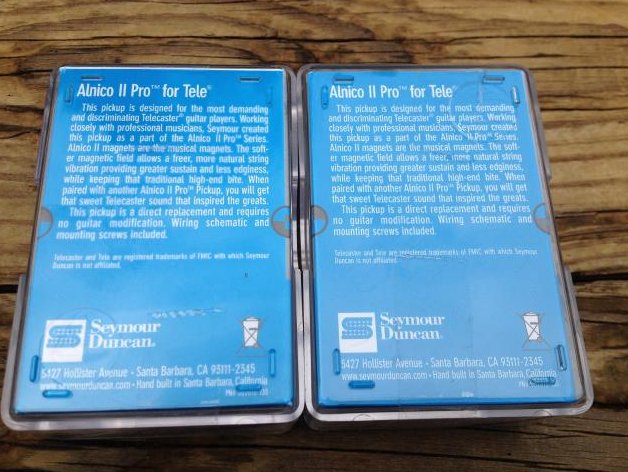 Alnico II Pro™ for Tele®
This pickup is designed for the most demanding
and discriminating Telecaster® guitar players. Working
closely with professional musicians, Seymour created
this pickup as a part of the Alnico II Pro™ Series.
Alnico II magnets are the musical magnets. The soft-
er magnetic field allows a freer, more natural string
vibration providing greater sustain and less edginess,
while keeping that traditional high-end bite. When
paired with another Alnico II Pro™ Pickup, you will get
that sweet Telecaster sound that inspired the greats.
This pickup is a direct replacement and requires
no guitar modification. Wiring schematic and
mounting screws included.
Telecaster and Tele are registered trademarks of FMIC with which Seymour
Duncan is not affiliated.
Seymour
Duncan®
5427 Hollister Avenue • Santa Barbara, CA 93111-2345
www.seymourduncan.com • Hand built in Santa Barbara, California
Alnico II Pro™ for Tele®
This pickup is designed for the most demanding
and discriminating Telecaster® guitar players. Working
closely with professional musicians, Seymour created
this pickup as a part of the Alnico II Pro™ Series.
Alnico II magnets are the musical magnets. The soft-
er magnetic field allows a freer, more natural string
vibration providing greater sustain and less edginess,
while keeping that traditional high-end bite. When
paired with another Alnico II Pro™ Pickup, you will get
that sweet Telecaster sound that inspired the greats.
This pickup is a direct replacement and requires
no guitar modification. Wiring schematic and
mounting screws included.
Telecaster and Tele are registered trademarks of FMIC with which Seymour
Duncan is not affiliated.
Seymour
Duncan®
5427 Hollister Avenue • Santa Barbara, CA 93111-2345
www.seymourduncan.com • Hand built in Santa Barbara, California